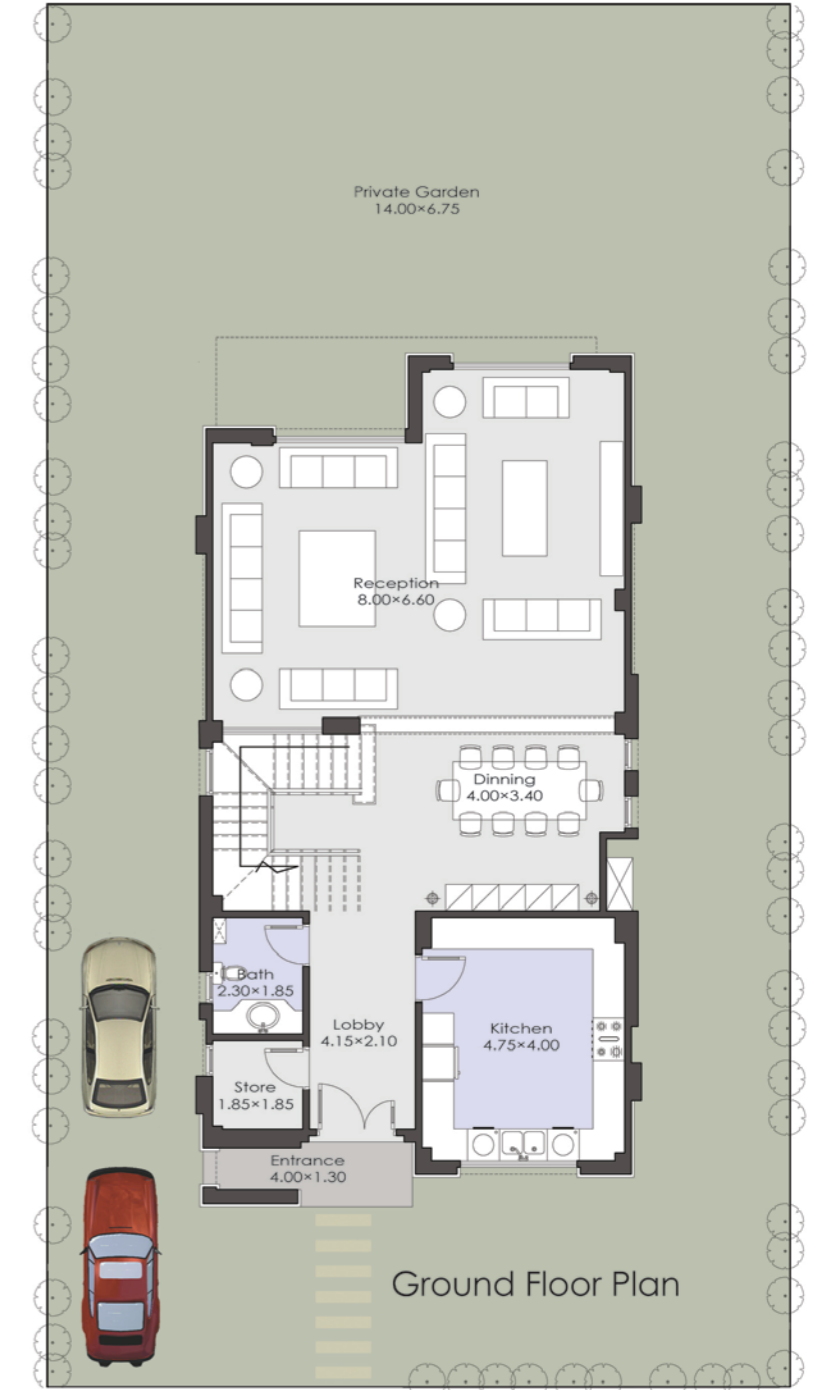 Private Garden
14.00×6.75
Reception
8.00×6.60
Dinning
4.00×3.40
Bath
2.30×1.85
Lobby
4.15×2.10
Kitchen
4.75×4.00
Store
1.85×1.85
Entrance
4.00×1.30
Ground Floor Plan